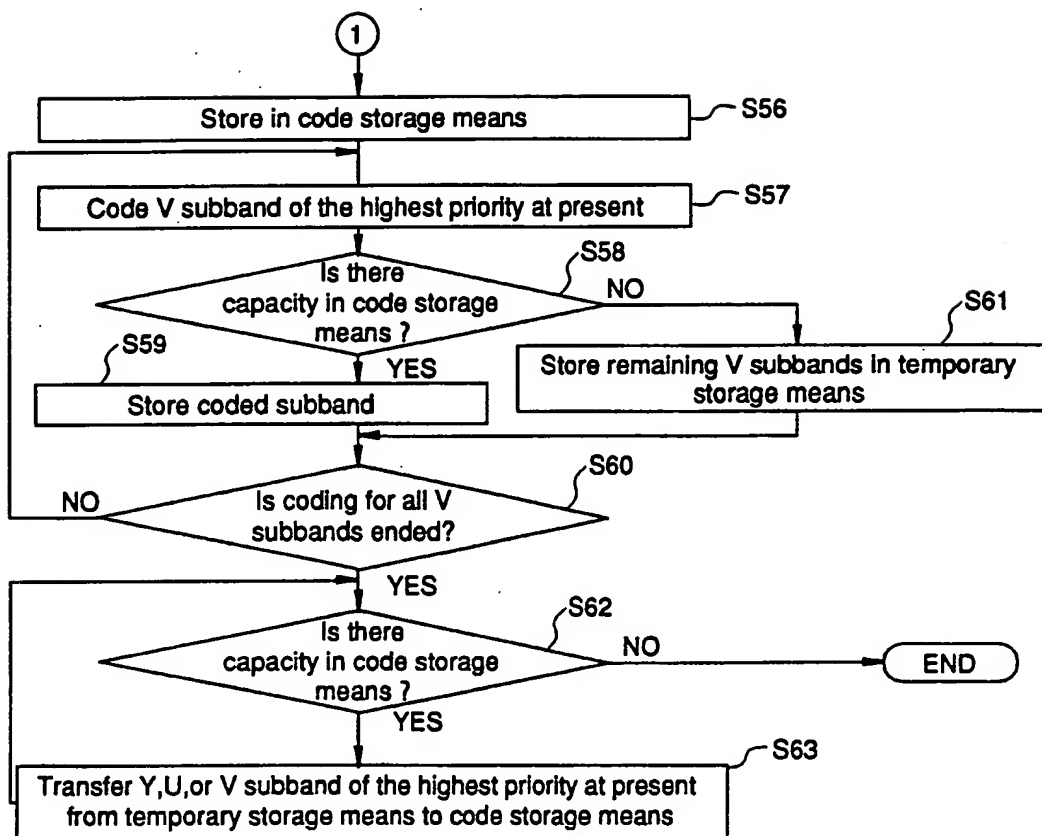 1
Store in code storage means
S56
Code V subband of the highest priority at present
S57
Is there
capacity in code storage
means ?
S58
NO
YES
S59
Store coded subband
S61
Store remaining V subbands in temporary
storage means
S60
Is coding for all V
subbands ended?
NO
YES
S62
Is there
capacity in code storage
means ?
NO
END
YES
S63
Transfer Y,U,or V subband of the highest priority at present
from temporary storage means to code storage means